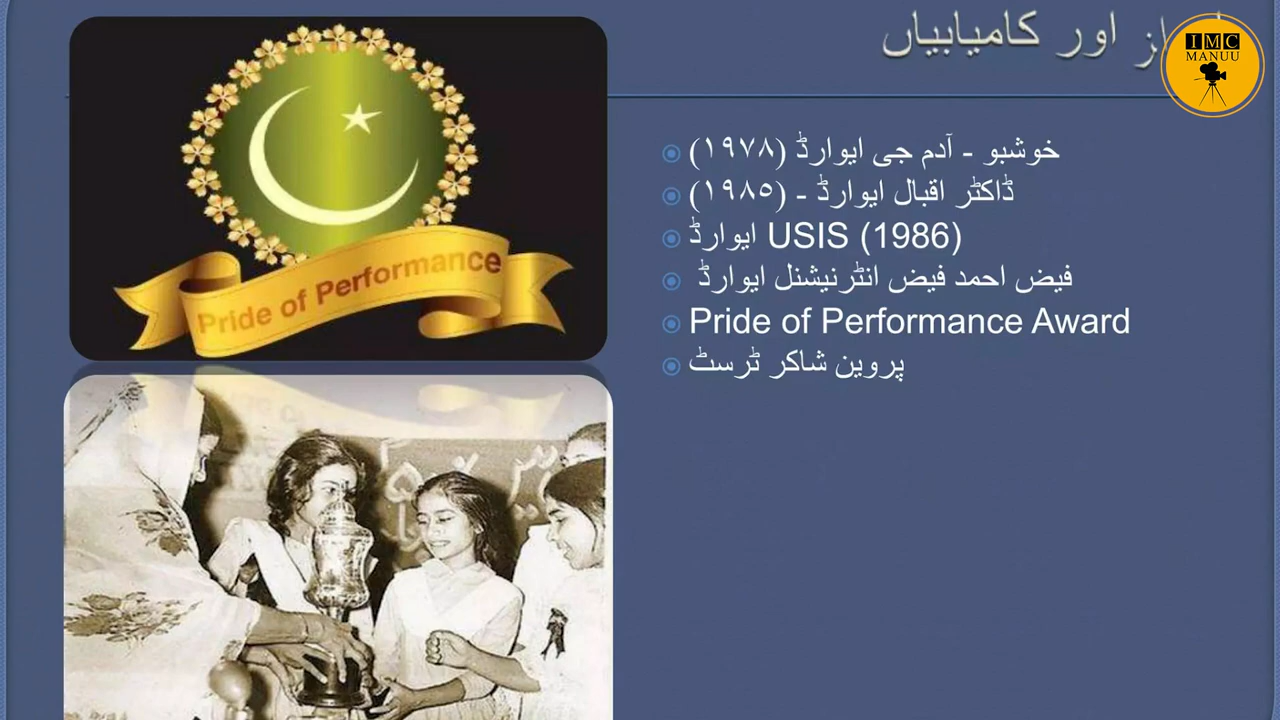 اور کامیابیاں
IMC
MANUU
Pride of Performance
خوشبو - آدم جی ایوارڈ (۱۹۷۸)
ڈاکٹر اقبال ایوارڈ - (۱۹۸۵)
ایوارڈ USIS (1986)
فیض احمد فیض انٹرنیشنل ایوارڈ
Pride of Performance Award
پروین شاکر ٹرسٹ